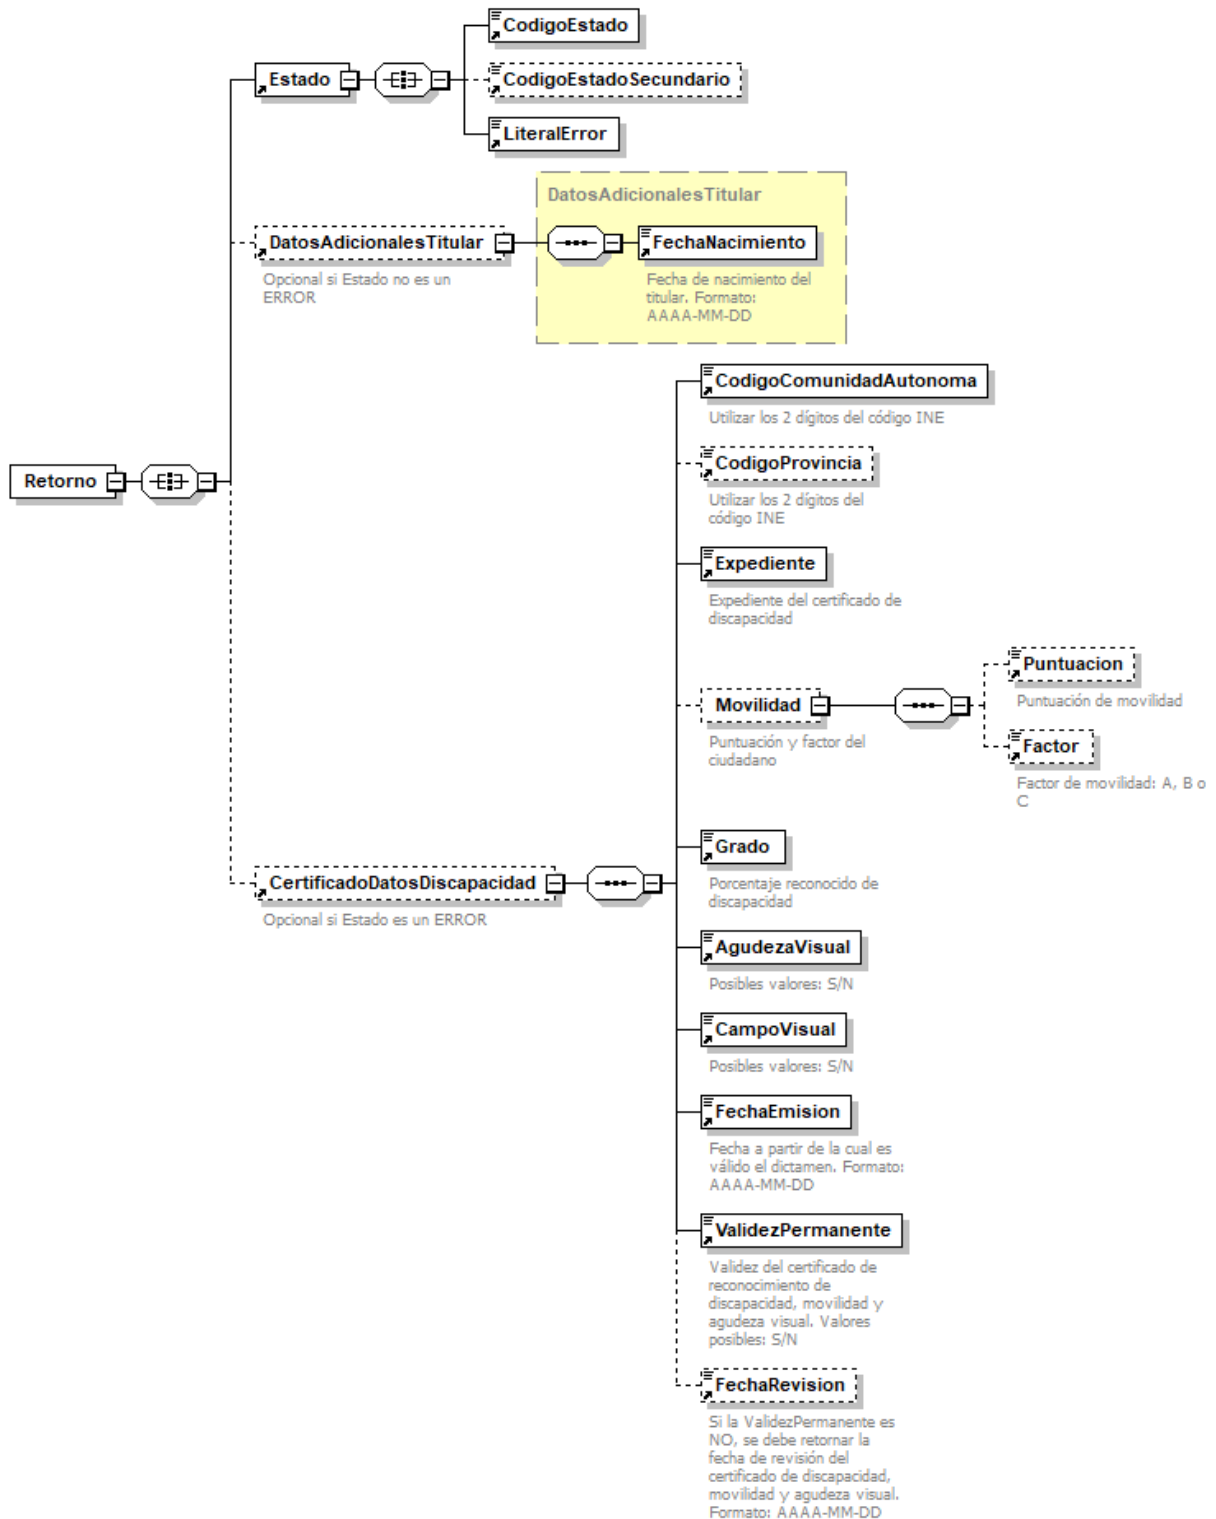 CodigoEstado
Estado
CodigoEstadoSecundario
LiteralError
DatosAdicionalesTitular
DatosAdicionalesTitular
FechaNacimiento
Opcional si Estado no es un
ERROR
Fecha de nacimiento del
titular. Formato:
AAAA-MM-DD
CodigoComunidadAutonoma
Utilizar los 2 dígitos del código INE
CodigoProvincia
Utilizar los 2 dígitos del
código INE
Retorno
Expediente
Expediente del certificado de
discapacidad
Movilidad
Puntuación y factor del
ciudadano
Puntuacion
Puntuación de movilidad
Factor
Factor de movilidad: A, B o
C
Grado
Porcentaje reconocido de
discapacidad
CertificadoDatosDiscapacidad
Opcional si Estado es un ERROR
AgudezaVisual
Posibles valores: S/N
CampoVisual
Posibles valores: S/N
FechaEmision
Fecha a partir de la cual es
válido el dictamen. Formato:
AAAA-MM-DD
ValidezPermanente
Validez del certificado de
reconocimiento de
discapacidad, movilidad y
agudeza visual. Valores
posibles: S/N
FechaRevision
Si la ValidezPermanente es
NO, se debe retornar la
fecha de revisión del
certificado de discapacidad,
movilidad y agudeza visual.
Formato: AAAA-MM-DD